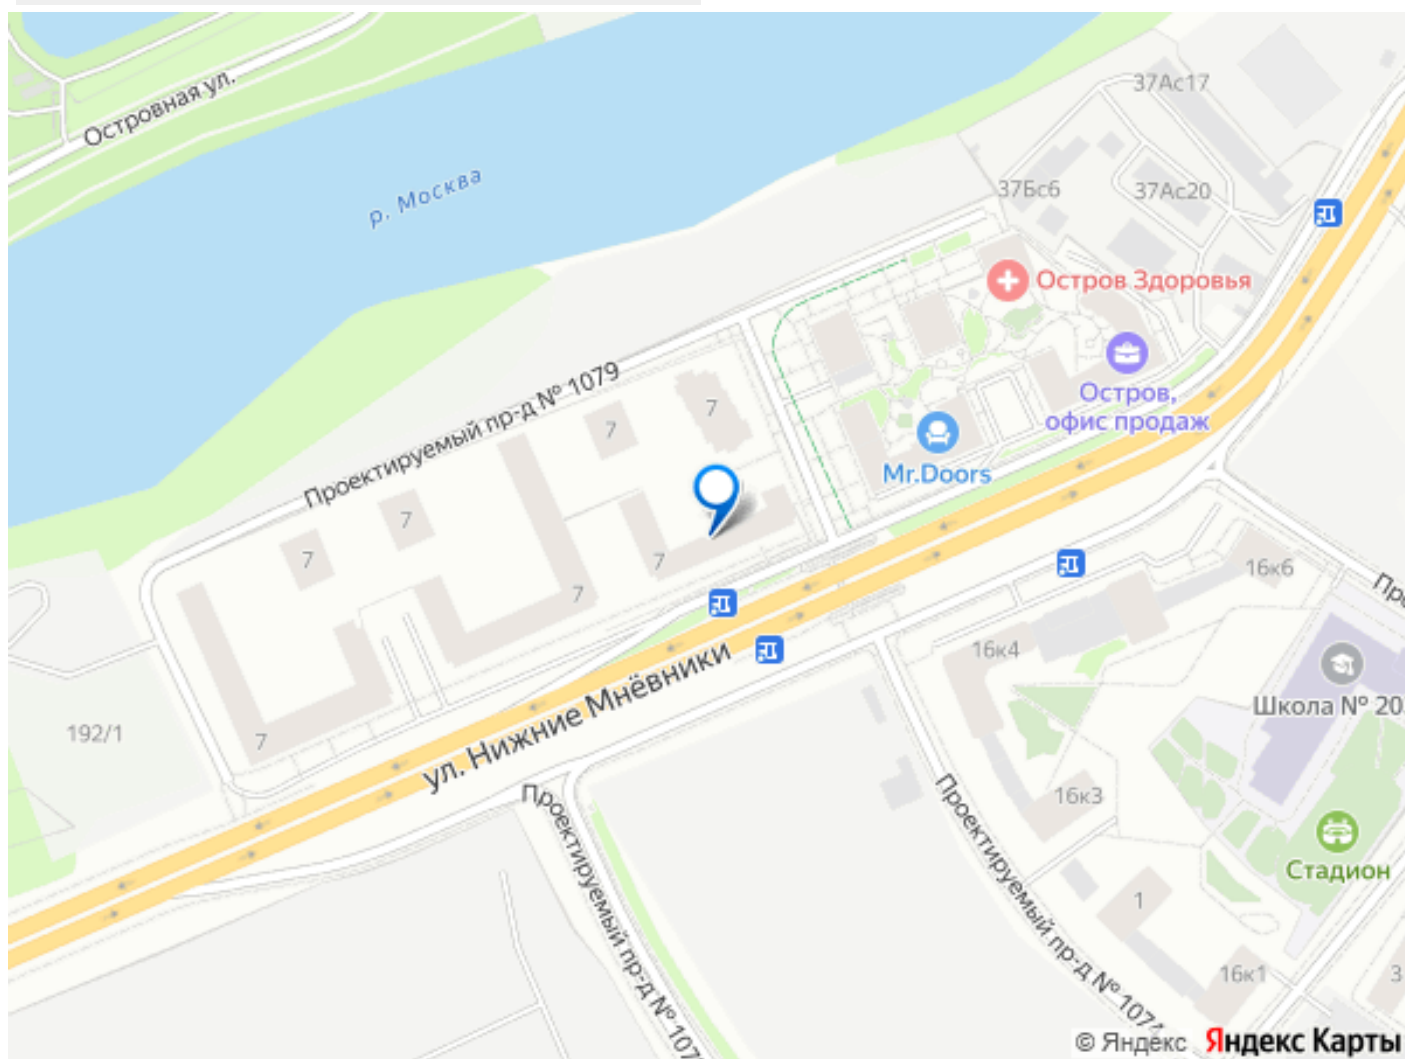 37Ас17
Островная ул.
р. Москва
37Бс6
37Ас20
Остров Здоровья
Остров,
офис продаж
Проектируемый пр-д № 1079
7
7
Mr.Doors
7
7
7
7
16к6
16к4
Школа № 20
ул. Нижние Мнёвники
192/1
7
Проектируемый пр-д № 107
16к3
Проектируемый пр-д № 1074
Стадион
1
16к1
3
© Яндекс Яндекс Карты